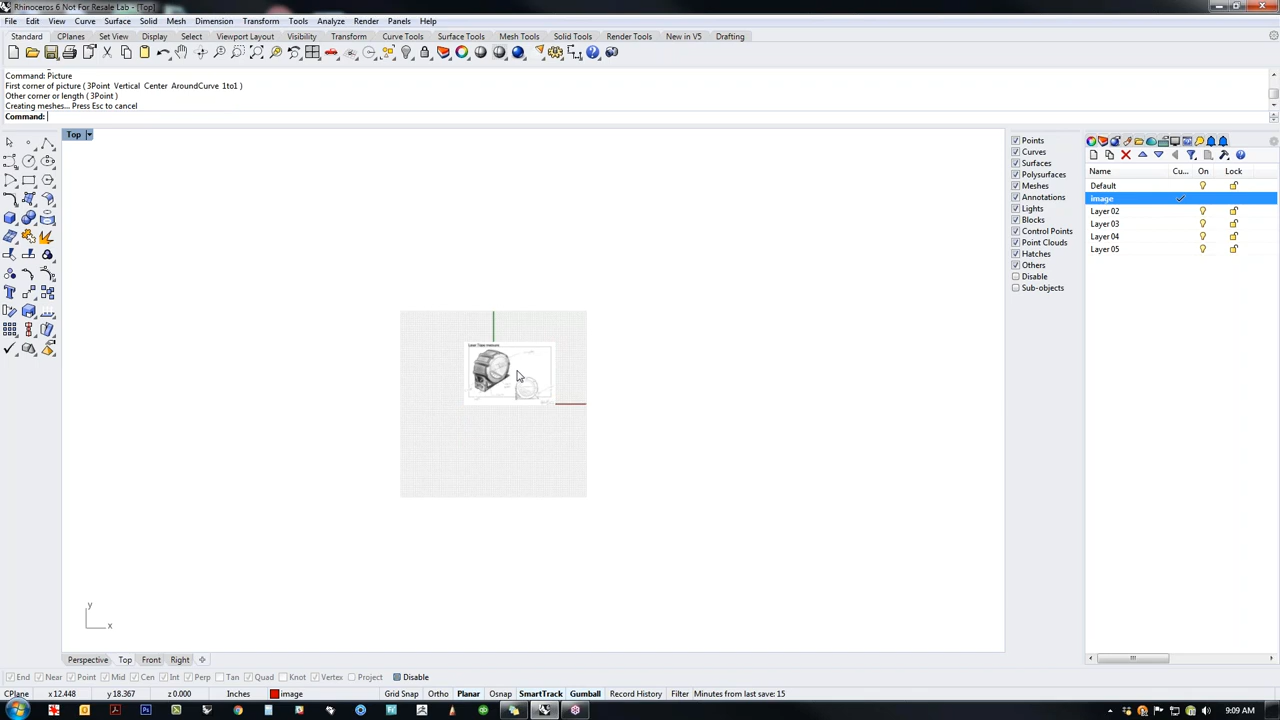 Rhinoceros 6 Not For Resale Lab - [Top]
File Edit View Curve Surface Solid Mesh Dimension Transform Tools Analyze Render Panels Help
Standard CPlanes Set View Display Select Viewport Layout Visibility Transform Curve Tools Surface Tools Mesh Tools Solid Tools Render Tools New in V5 Drafting
Command: Picture
First corner of picture ( 3Point Vertical Center AroundCurve 1to1 )
Other corner or length ( 3Point )
Creating meshes... Press Esc to cancel
Command:
Top
Points
Curves
Surfaces
Polysurfaces
Meshes
Annotations
Lights
Blocks
Control Points
Point Clouds
Hatches
Others
Disable
Sub-objects
Name Cu... On Lock
Default
image
Layer 02
Layer 03
Layer 04
Layer 05
y
x
Perspective Top Front Right
End Near Point Mid Cen Int Perp Tan Quad Knot Vertex Project Disable
CPlane x 12.448 y 18.367 z 0.000 Inches image Grid Snap Ortho Planar Osnap SmartTrack Gumball Record History Filter Minutes from last save: 15
9:09 AM